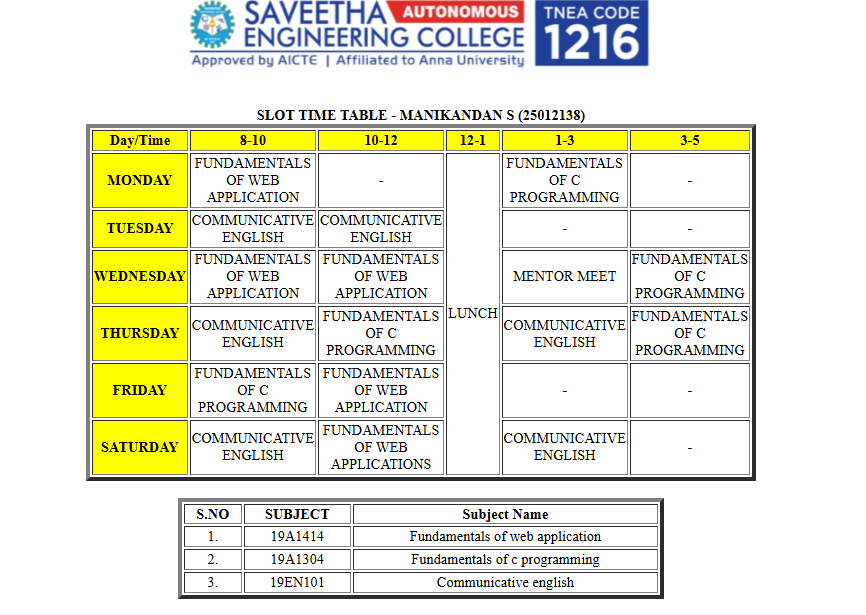 SAVEETHA AUTONOMOUS
ENGINEERING COLLEGE
Approved by AICTE | Affiliated to Anna University
TNEA CODE
1216
SLOT TIME TABLE - MANIKANDAN S (25012138)
Day/Time 8-10 10-12 12-1 1-3 3-5
MONDAY
FUNDAMENTALS
OF WEB
APPLICATION
-
FUNDAMENTALS
OF C
PROGRAMMING
-
TUESDAY
COMMUNICATIVE
ENGLISH
COMMUNICATIVE
ENGLISH
-
-
WEDNESDAY
FUNDAMENTALS
OF WEB
APPLICATION
FUNDAMENTALS
OF WEB
APPLICATION
LUNCH
MENTOR MEET
FUNDAMENTALS
OF C
PROGRAMMING
THURSDAY
COMMUNICATIVE
ENGLISH
FUNDAMENTALS
OF C
PROGRAMMING
COMMUNICATIVE
ENGLISH
FUNDAMENTALS
OF C
PROGRAMMING
FRIDAY
FUNDAMENTALS
OF C
PROGRAMMING
FUNDAMENTALS
OF WEB
APPLICATION
-
-
SATURDAY
COMMUNICATIVE
ENGLISH
FUNDAMENTALS
OF WEB
APPLICATIONS
COMMUNICATIVE
ENGLISH
-
S.NO SUBJECT Subject Name
1. 19A1414 Fundamentals of web application
2. 19A1304 Fundamentals of c programming
3. 19EN101 Communicative english